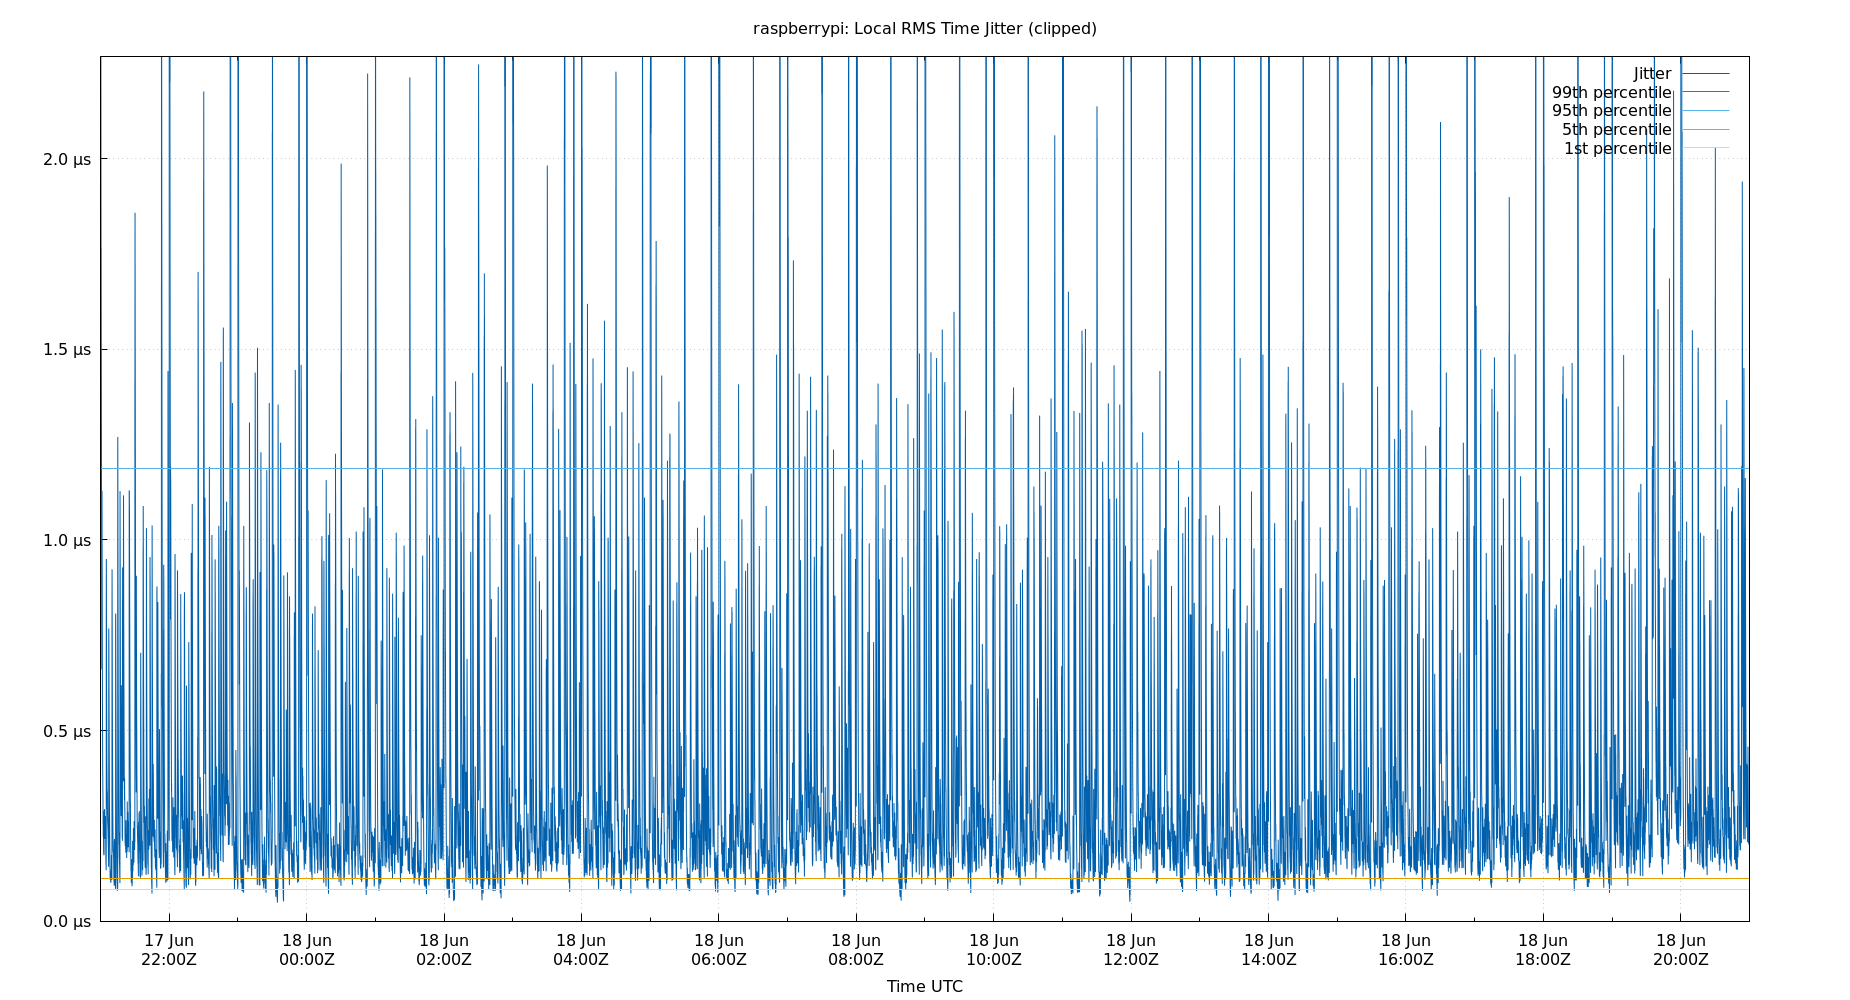 raspberrypi: Local RMS Time Jitter (clipped)
Jitter
99th percentile
95th percentile
5th percentile
1st percentile
2.0 µs
1.5 µs
1.0 µs
0.5 µs
0.0 µs
17 Jun 18 Jun 18 Jun 18 Jun 18 Jun 18 Jun 18 Jun 18 Jun 18 Jun 18 Jun 18 Jun 18 Jun
22:00Z 00:00Z 02:00Z 04:00Z 06:00Z 08:00Z 10:00Z 12:00Z 14:00Z 16:00Z 18:00Z 20:00Z
Time UTC